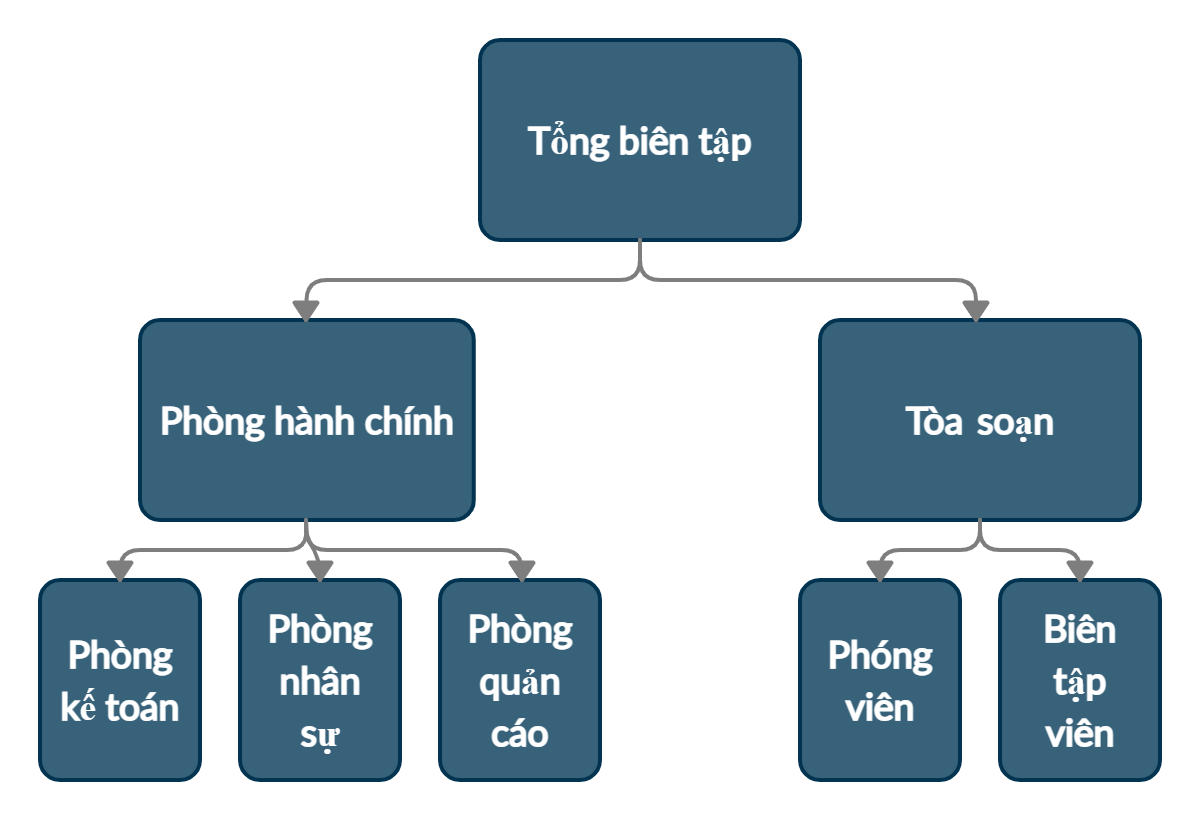 Tổng biên tập
Phòng hành chính
Tòa soạn
Phòng
kế toán
Phòng
nhân
sự
Phòng
quản
cáo
Phóng
viên
Biên
tập
viên